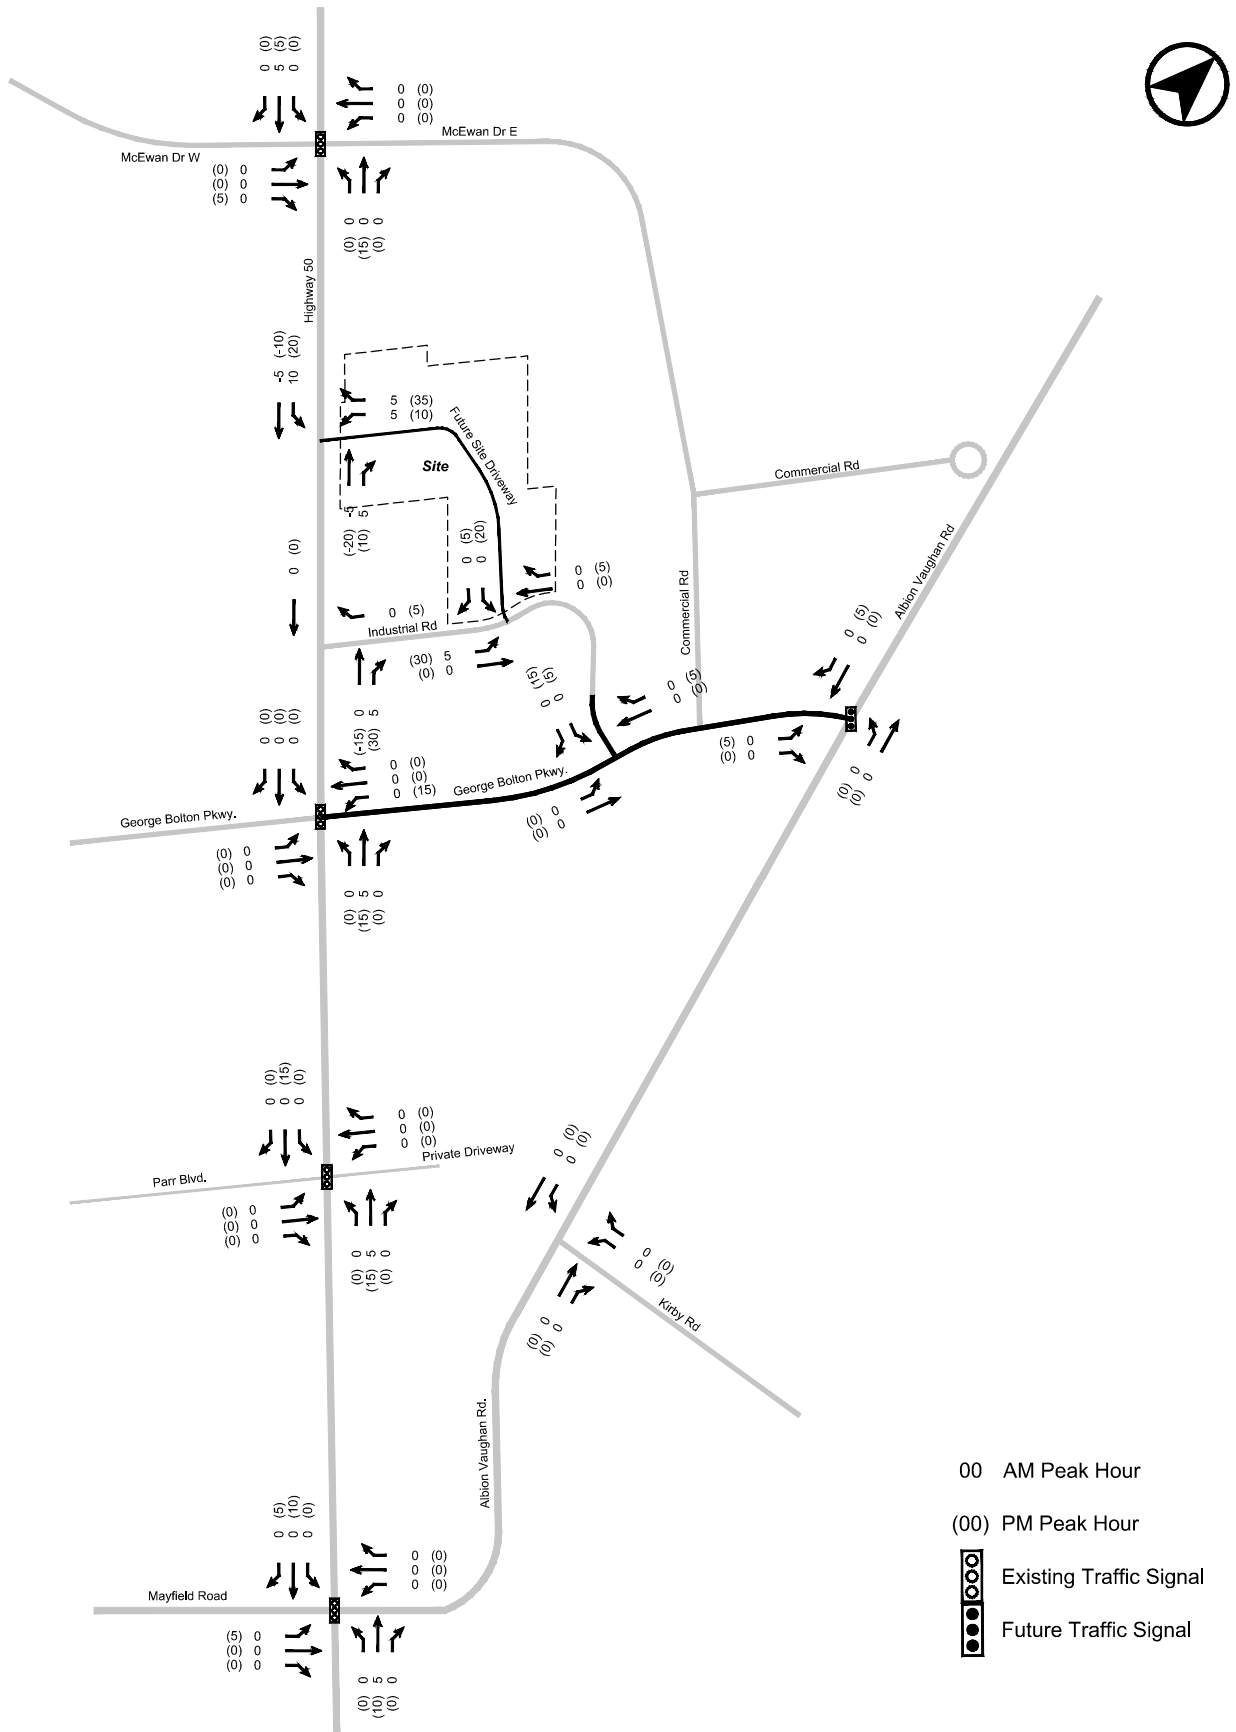 (0) (5) (0)
0 5 0
0 (0)
0 (0)
0 (0)
McEwan Dr E
McEwan Dr W
(0) 0
(0) 0
(5) 0
0 0 0
(0) (15) (0)
Highway 50
(-10) (20)
-5 10
5 (35)
5 (10)
Future Site Driveway
Site
-5 5
(-20) (10)
Commercial Rd
Albion Vaughan Rd
(5) (20)
0 0
0 (5)
0 (0)
(0)
0
0 (5)
Industrial Rd
(30) 5
(0) 0
Commercial Rd
(15) (5)
0 0
0 (5)
0 (0)
0 (5)
0 (0)
0 5
(-15) (30)
(0) (0) (0)
0 0 0
0 (0)
0 (0)
0 (15)
George Bolton Pkwy.
George Bolton Pkwy.
(5) 0
(0) 0
(0) 0
(0) 0
(0) 0
(0) 0
(0) 0
(0) 0
(0) 0
0 5 0
(0) (15) (0)
(0) (15) (0)
0 0 0
0 (0)
0 (0)
0 (0)
Private Driveway
Parr Blvd.
(0) 0
(0) 0
(0) 0
0 5 0
(0) (15) (0)
0 (0)
0 (0)
0 (0)
0 (0)
Kirby Rd
(0) 0
(0) 0
Albion Vaughan Rd.
(5) (10) (0)
0 0 0
0 (0)
0 (0)
0 (0)
Mayfield Road
(5) 0
(0) 0
(0) 0
0 5 0
(0) (10) (0)
00 AM Peak Hour
(00) PM Peak Hour
Existing Traffic Signal
Future Traffic Signal